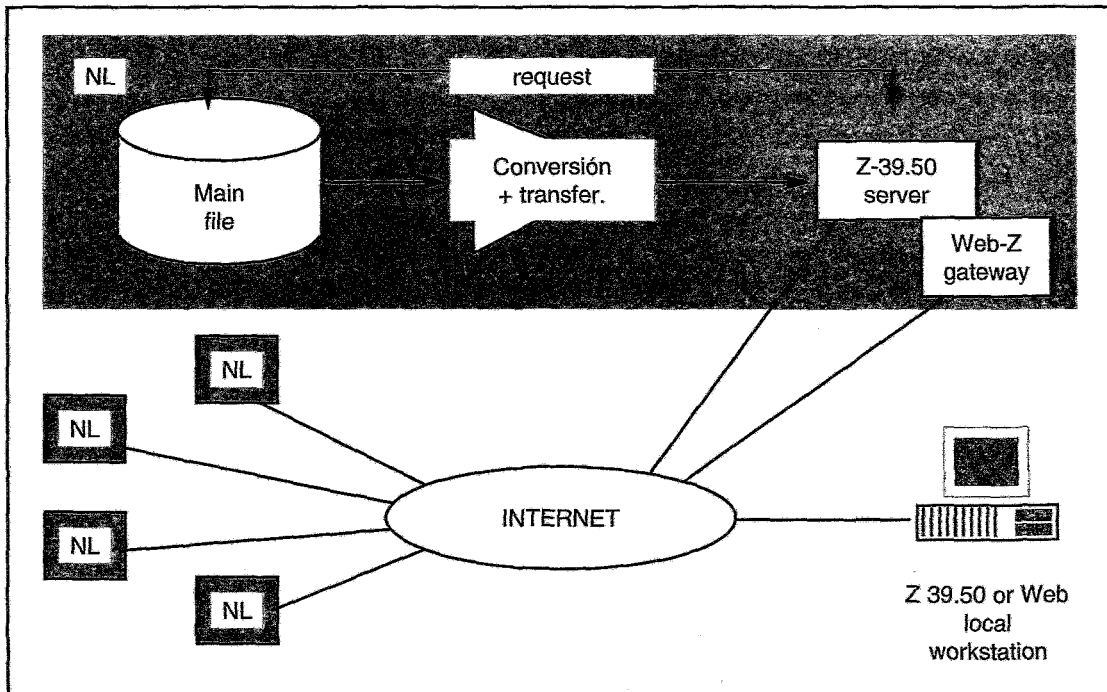 NL
request
Main
file
Conversión
+ transfer.
Z-39.50
server
Web-Z
gateway
NL
NL
NL
NL
INTERNET
Z 39.50 or Web
local
workstation